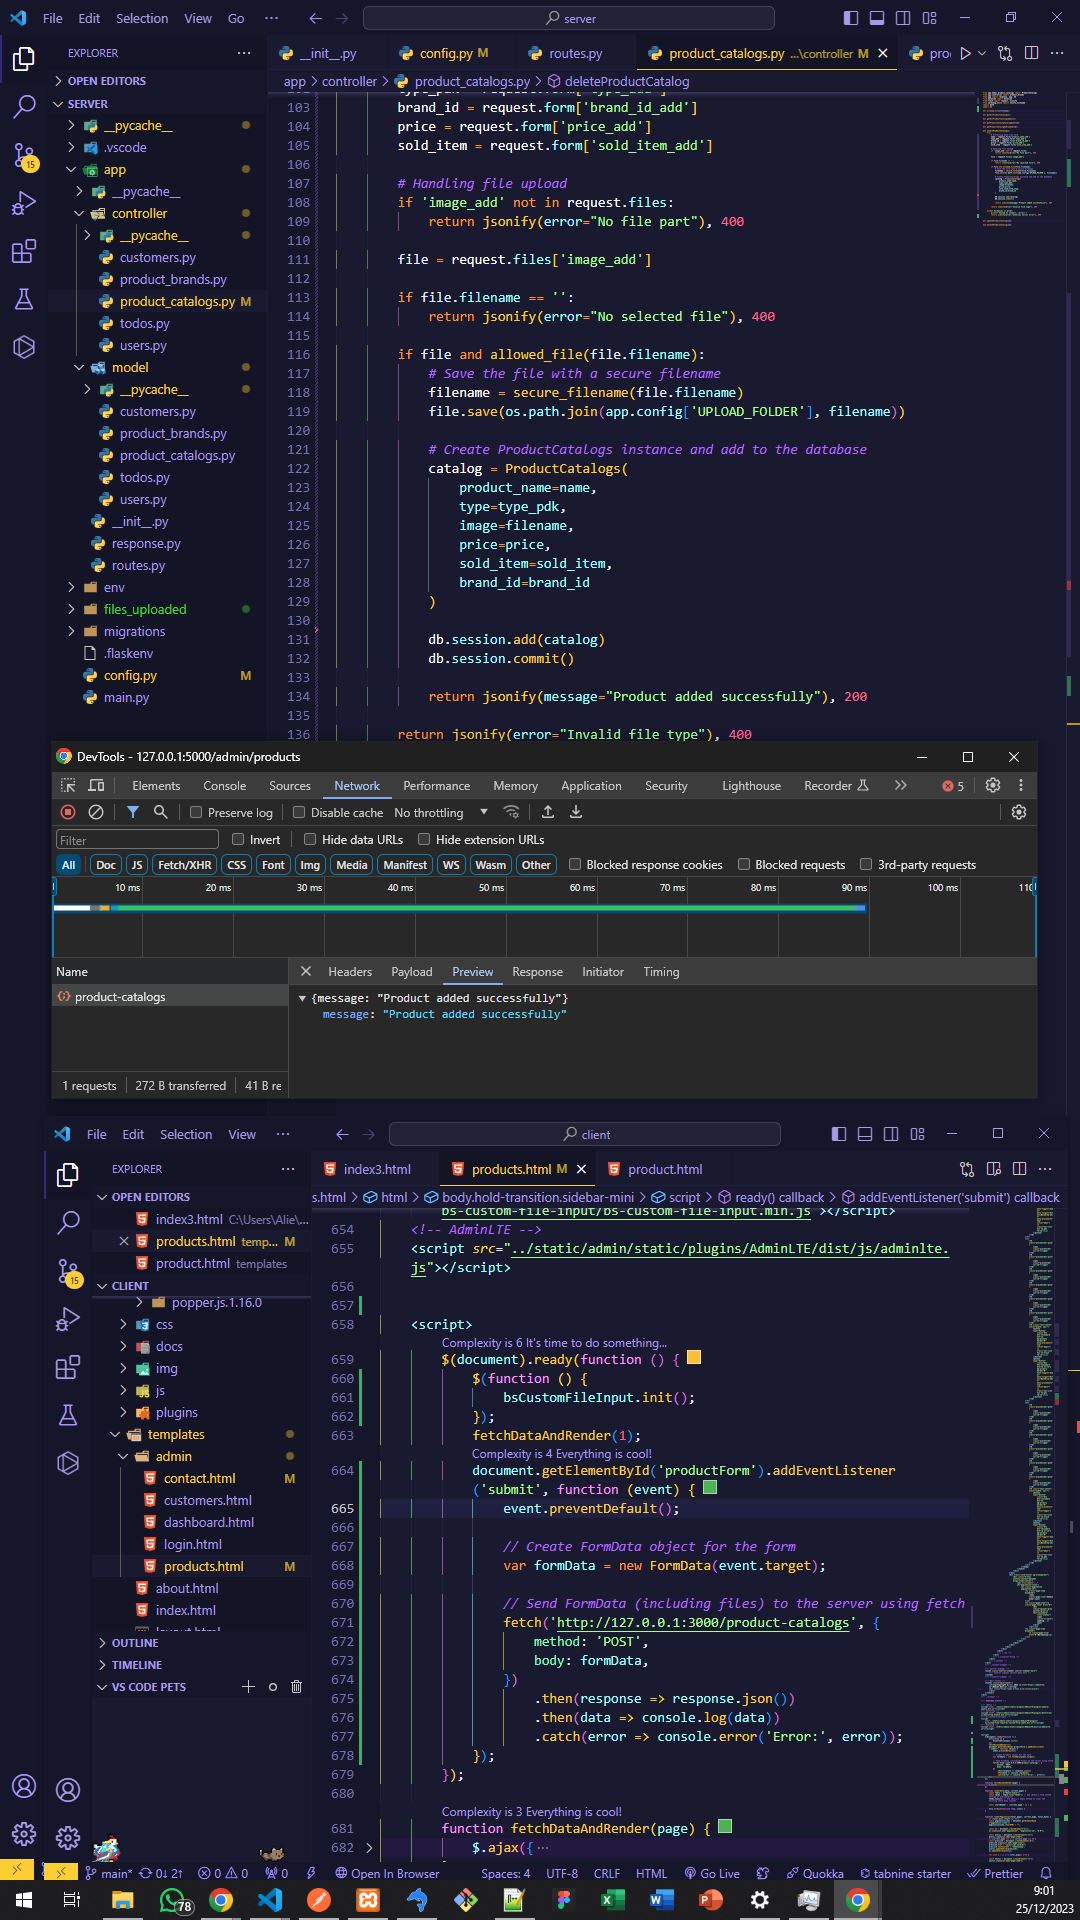 File Edit Selection View Go ··· server
EXPLORER ···
__init__.py config.py M routes.py product_catalogs.py ...\controller M
app > controller > product_catalogs.py > deleteProductCatalog
OPEN EDITORS
SERVER
__pycache__
.vscode
15
app
__pycache__
controller
__pycache__
customers.py
product_brands.py
product_catalogs.py M
todos.py
users.py
model
__pycache__
customers.py
product_brands.py
product_catalogs.py
todos.py
users.py
__init__.py
response.py
routes.py
env
files_uploaded
migrations
.flaskenv
config.py M
main.py
103 brand_id = request.form['brand_id_add']
104 price = request.form['price_add']
105 sold_item = request.form['sold_item_add']
106
107 # Handling file upload
108 if 'image_add' not in request.files:
109 return jsonify(error="No file part"), 400
110
111 file = request.files['image_add']
112
113 if file.filename == '':
114 return jsonify(error="No selected file"), 400
115
116 if file and allowed_file(file.filename):
117 # Save the file with a secure filename
118 filename = secure_filename(file.filename)
119 file.save(os.path.join(app.config['UPLOAD_FOLDER'], filename))
120
121 # Create ProductCatalogs instance and add to the database
122 catalog = ProductCatalogs(
123 product_name=name,
124 type=type_pdk,
125 image=filename,
126 price=price,
127 sold_item=sold_item,
128 brand_id=brand_id
129 )
130
131 db.session.add(catalog)
132 db.session.commit()
133
134 return jsonify(message="Product added successfully"), 200
135
136 return jsonify(error="Invalid file type"), 400
DevTools - 127.0.0.1:5000/admin/products
Elements Console Sources Network Performance Memory Application Security Lighthouse Recorder 5
Preserve log Disable cache No throttling
Filter Invert Hide data URLs Hide extension URLs
All Doc JS Fetch/XHR CSS Font Img Media Manifest WS Wasm Other Blocked response cookies Blocked requests 3rd-party requests
10 ms 20 ms 30 ms 40 ms 50 ms 60 ms 70 ms 80 ms 90 ms 100 ms
Name Headers Payload Preview Response Initiator Timing
product-catalogs {message: "Product added successfully"}
message: "Product added successfully"
1 requests 272 B transferred 41 B re
File Edit Selection View ··· client
EXPLORER ···
index3.html products.html M product.html
s.html > html > body.hold-transition.sidebar-mini > script > ready() callback > addEventListener('submit') callback
OPEN EDITORS
index3.html C:\Users\Alie\...
products.html temp... M
product.html templates
15
CLIENT
popper.js.1.16.0
css
docs
img
js
plugins
templates
admin
contact.html M
customers.html
dashboard.html
login.html
products.html M
about.html
index.html
OUTLINE
TIMELINE
VS CODE PETS
bs-custom-file-input/bs-custom-file-input.min.js"></script>
654 <!-- AdminLTE -->
655 <script src="../static/admin/static/plugins/AdminLTE/dist/js/adminlte.
js"></script>
656
657
658 <script>
Complexity is 6 It's time to do something...
659 $(document).ready(function () {
660 $(function () {
661 bsCustomFileInput.init();
662 });
663 fetchDataAndRender(1);
Complexity is 4 Everything is cool!
664 document.getElementById('productForm').addEventListener
('submit', function (event) {
665 event.preventDefault();
666
667 // Create FormData object for the form
668 var formData = new FormData(event.target);
669
670 // Send FormData (including files) to the server using fetch
671 fetch('http://127.0.0.1:3000/product-catalogs', {
672 method: 'POST',
673 body: formData,
674 })
675 .then(response => response.json())
676 .then(data => console.log(data))
677 .catch(error => console.error('Error:', error));
678 });
679 });
680
Complexity is 3 Everything is cool!
681 function fetchDataAndRender(page) {
682 $.ajax({ ···
main* 0↓ 2↑ 0 0 0 Open In Browser Spaces: 4 UTF-8 CRLF HTML Go Live Quokka tabnine starter Prettier
78
9:01
25/12/2023